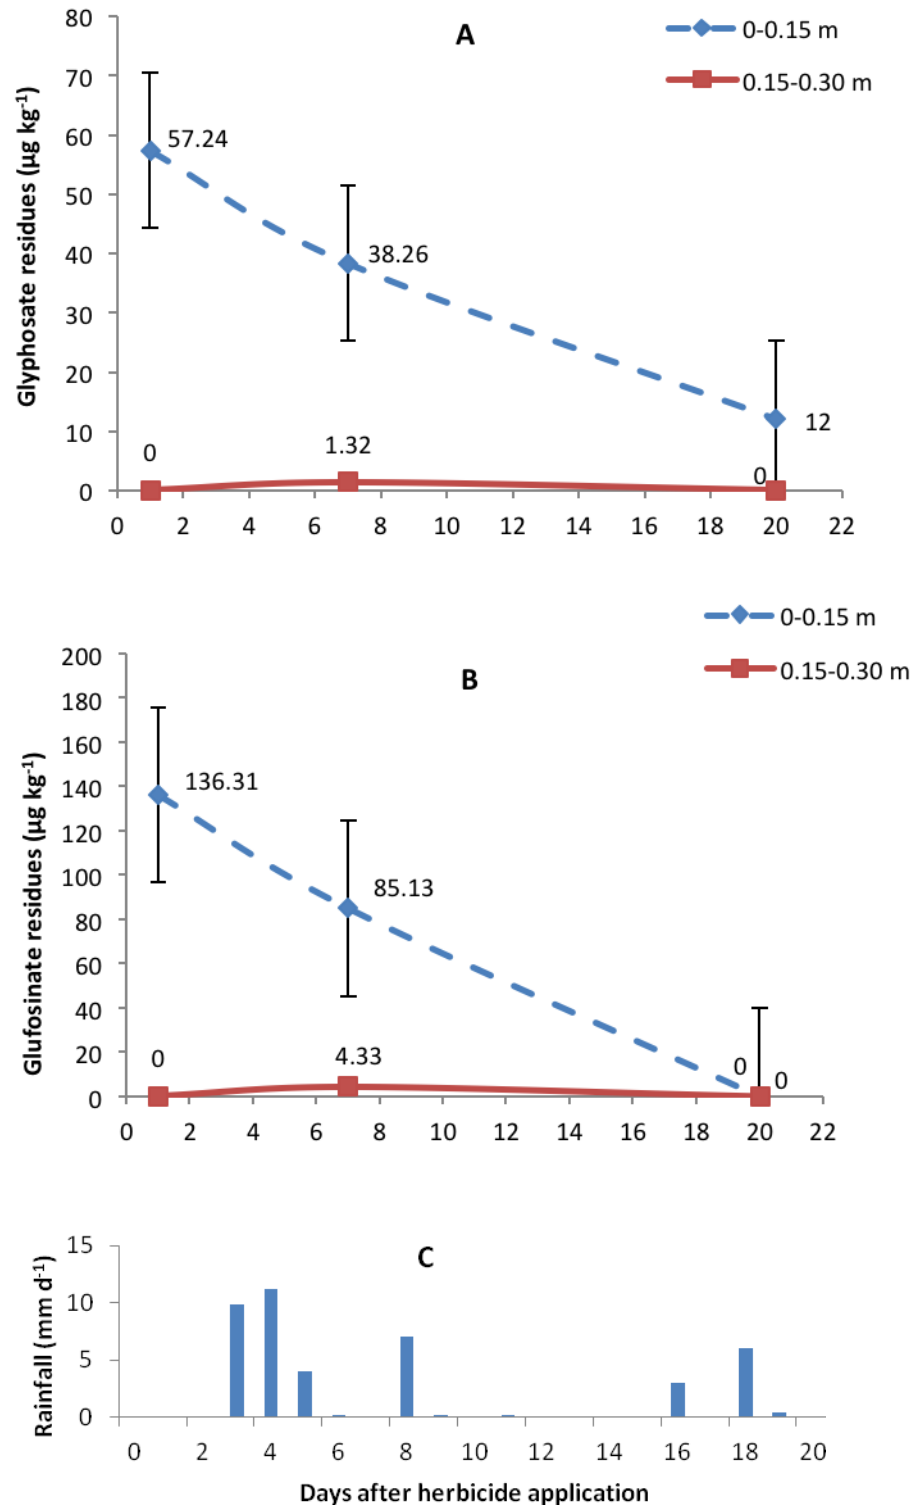 A
0-0.15 m
0.15-0.30 m
Glyphosate residues (µg kg-1)
80
70
60
50
40
30
20
10
0
57.24
38.26
12
0
1.32
0
0 2 4 6 8 10 12 14 16 18 20 22
0-0.15 m
0.15-0.30 m
B
Glufosinate residues (µg kg-1)
200
180
160
140
120
100
80
60
40
20
0
136.31
85.13
0
4.33
0 0
0 2 4 6 8 10 12 14 16 18 20 22
C
Rainfall (mm d-1)
15
10
5
0
0 2 4 6 8 10 12 14 16 18 20
Days after herbicide application